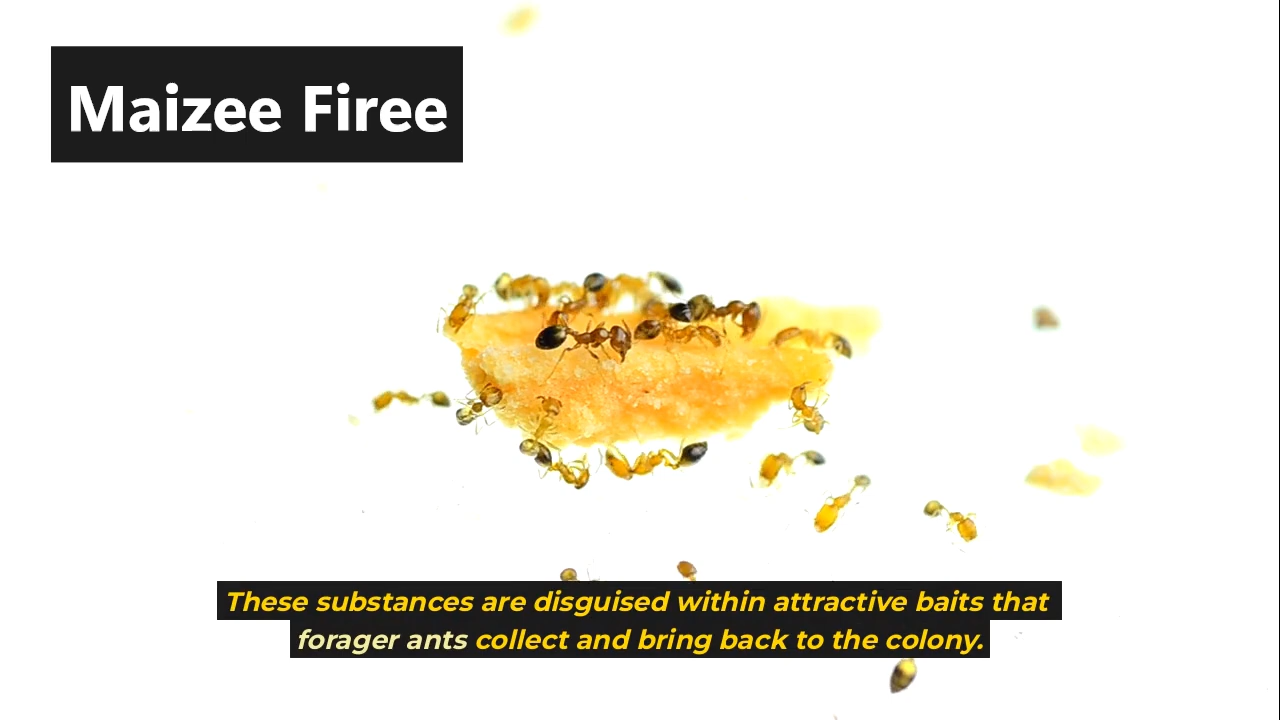 Maizee Firee
These substances are disguised within attractive baits that
forager ants collect and bring back to the colony.